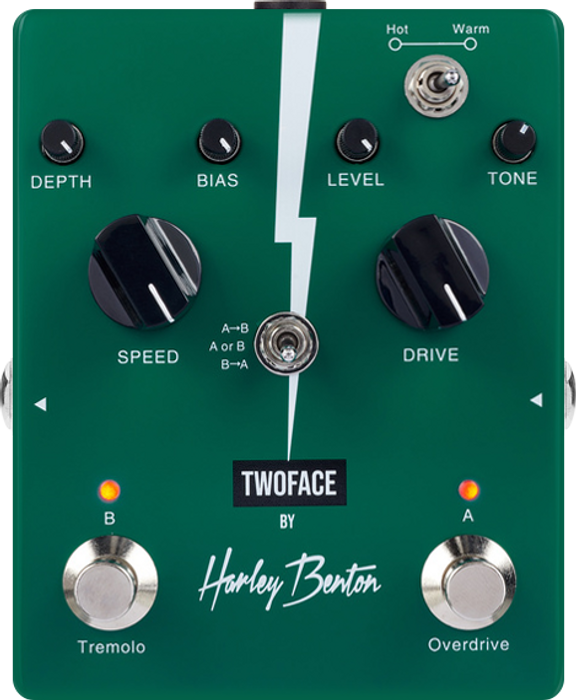 Hot Warm
DEPTH BIAS LEVEL TONE
A→B
A or B
B→A
SPEED DRIVE
TWOFACE
BY
B A
Harley Benton
Tremolo Overdrive